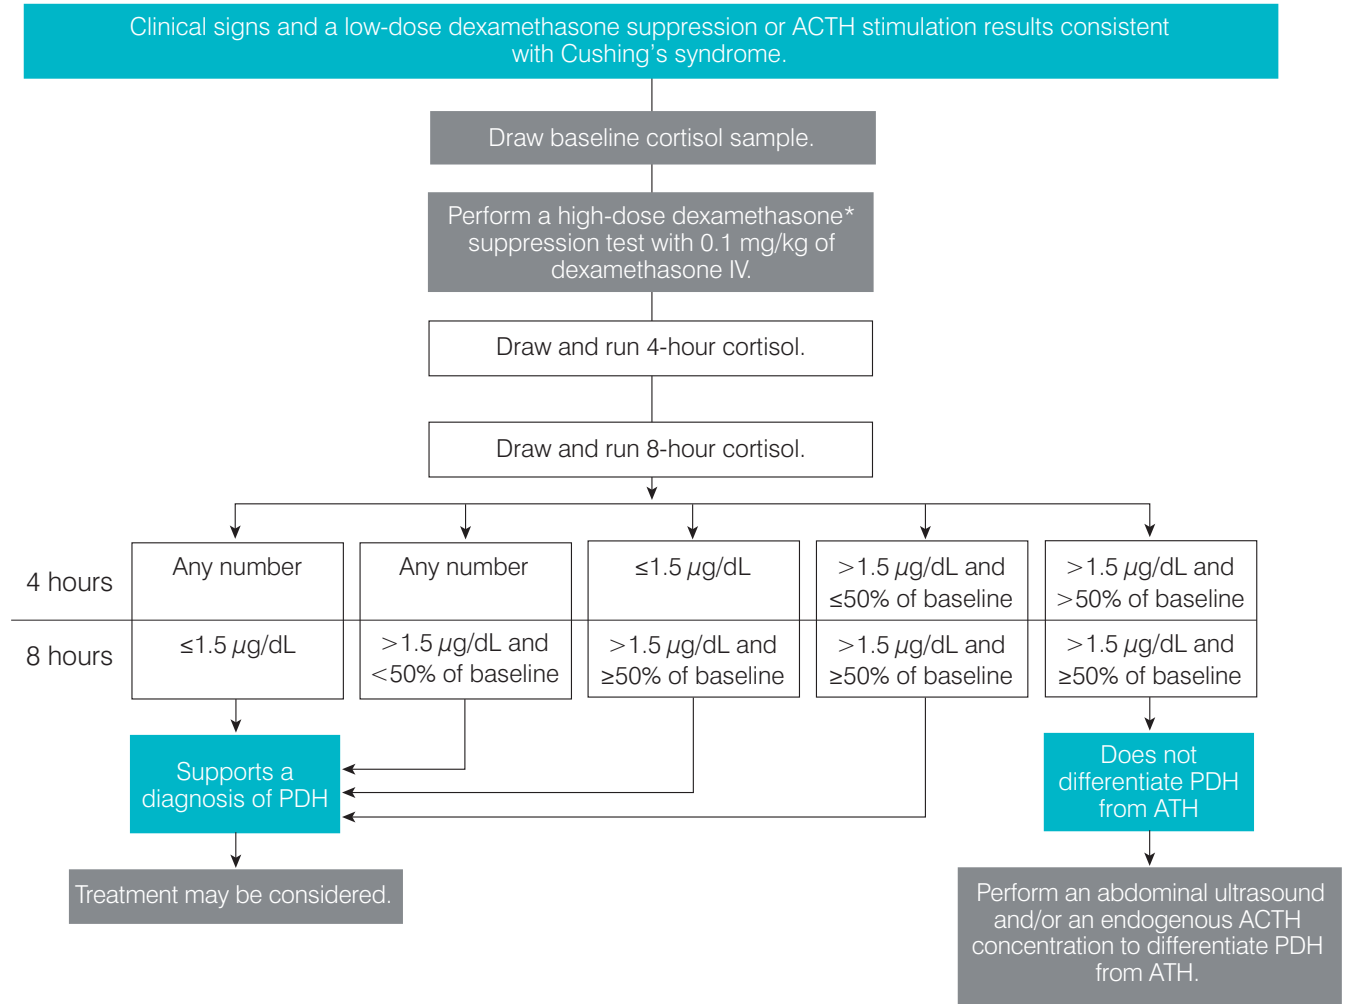 Clinical signs and a low-dose dexamethasone suppression or ACTH stimulation results consistent
with Cushing's syndrome.
Draw baseline cortisol sample.
Perform a high-dose dexamethasone*
suppression test with 0.1 mg/kg of
dexamethasone IV.
Draw and run 4-hour cortisol.
Draw and run 8-hour cortisol.
4 hours
Any number
Any number
≤1.5 µg/dL
>1.5 µg/dL and
≤50% of baseline
>1.5 µg/dL and
>50% of baseline
8 hours
≤1.5 µg/dL
>1.5 µg/dL and
<50% of baseline
>1.5 µg/dL and
≥50% of baseline
>1.5 µg/dL and
≥50% of baseline
>1.5 µg/dL and
≥50% of baseline
Supports a
diagnosis of PDH
Does not
differentiate PDH
from ATH
Treatment may be considered.
Perform an abdominal ultrasound
and/or an endogenous ACTH
concentration to differentiate PDH
from ATH.